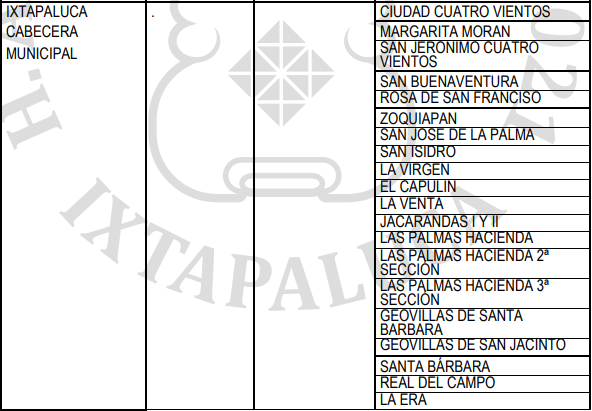 IXTAPALUCA
CABECERA
MUNICIPAL
.
CIUDAD CUATRO VIENTOS
MARGARITA MORAN
SAN JERONIMO CUATRO
VIENTOS
SAN BUENAVENTURA
ROSA DE SAN FRANCISO
ZOQUIAPAN
SAN JOSE DE LA PALMA
SAN ISIDRO
LA VIRGEN
EL CAPULIN
LA VENTA
JACARANDAS I Y II
LAS PALMAS HACIENDA
LAS PALMAS HACIENDA 2ª
SECCIÓN
LAS PALMAS HACIENDA 3ª
SECCIÓN
GEOVILLAS DE SANTA
BARBARA
GEOVILLAS DE SAN JACINTO
SANTA BÁRBARA
REAL DEL CAMPO
LA ERA
H. A
IXTAPALUCA
021